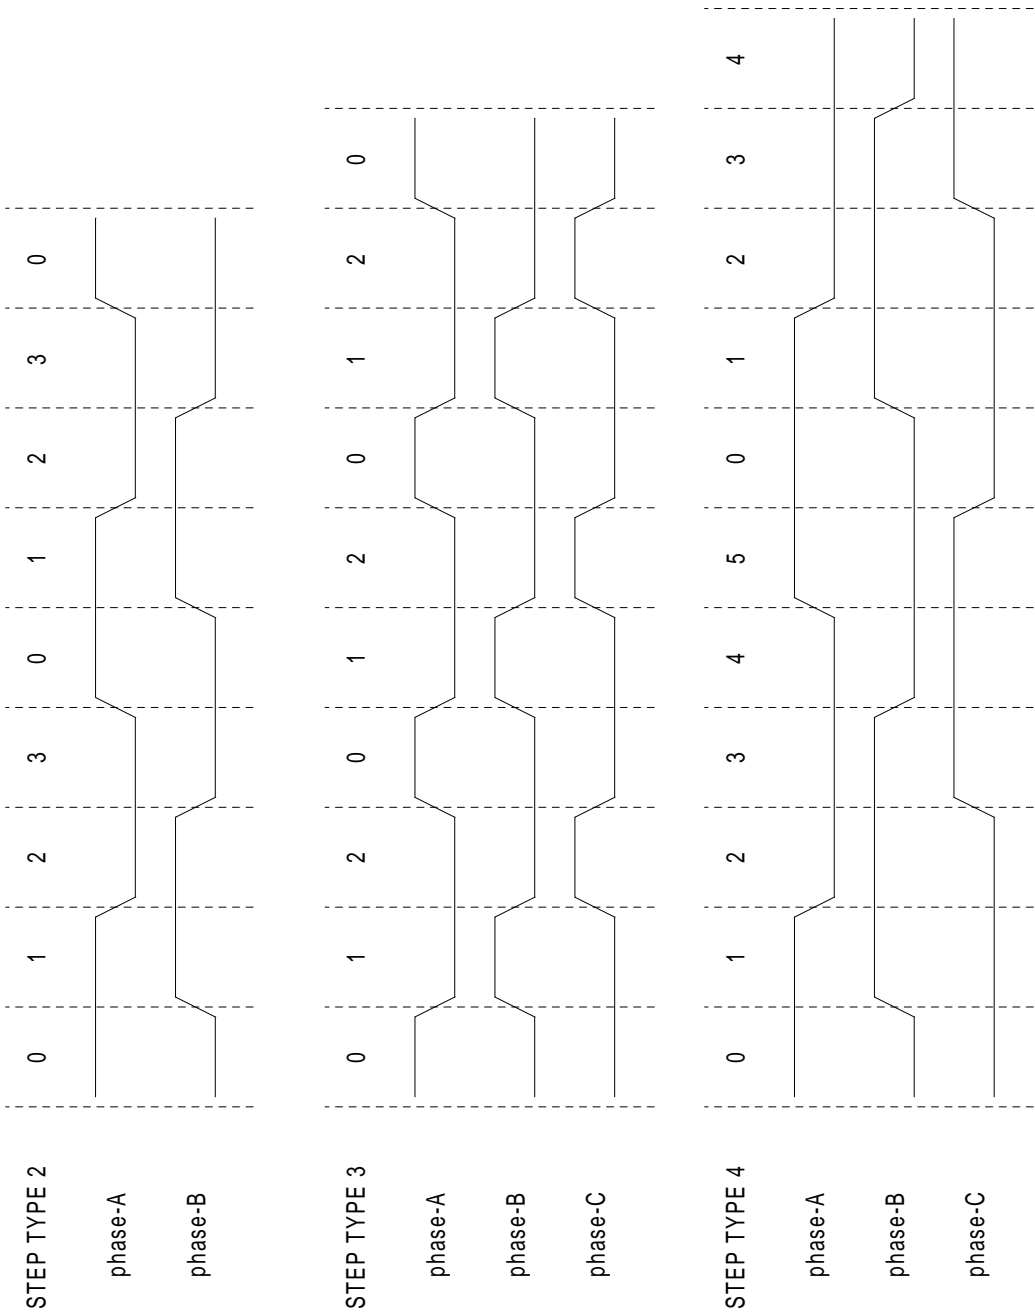 STEP TYPE 2 0 1 2 3 0 1 2 3 0
phase-A
phase-B
STEP TYPE 3 0 1 2 0 1 2 0 1 2 0
phase-A
phase-B
phase-C
STEP TYPE 4 0 1 2 3 4 5 0 1 2 3 4
phase-A
phase-B
phase-C